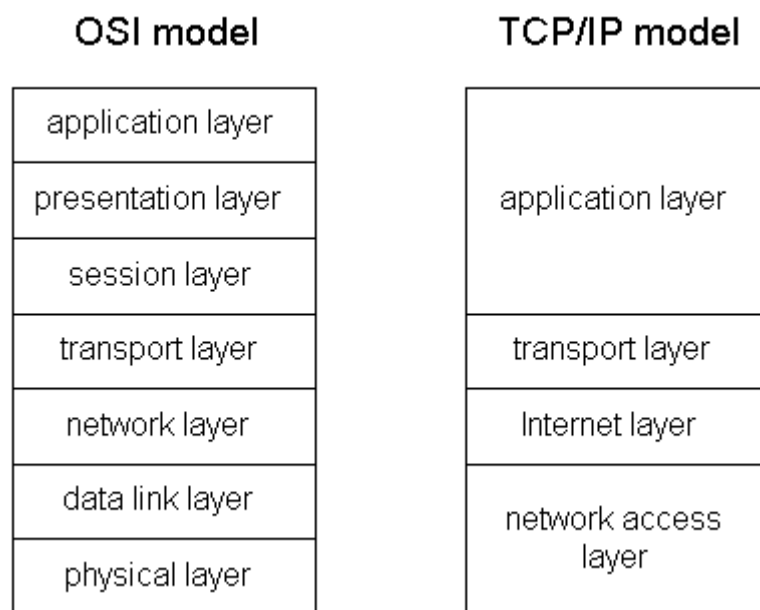 OSI model
application layer
presentation layer
session layer
transport layer
network layer
data link layer
physical layer
TCP/IP model
application layer
transport layer
Internet layer
network access
layer